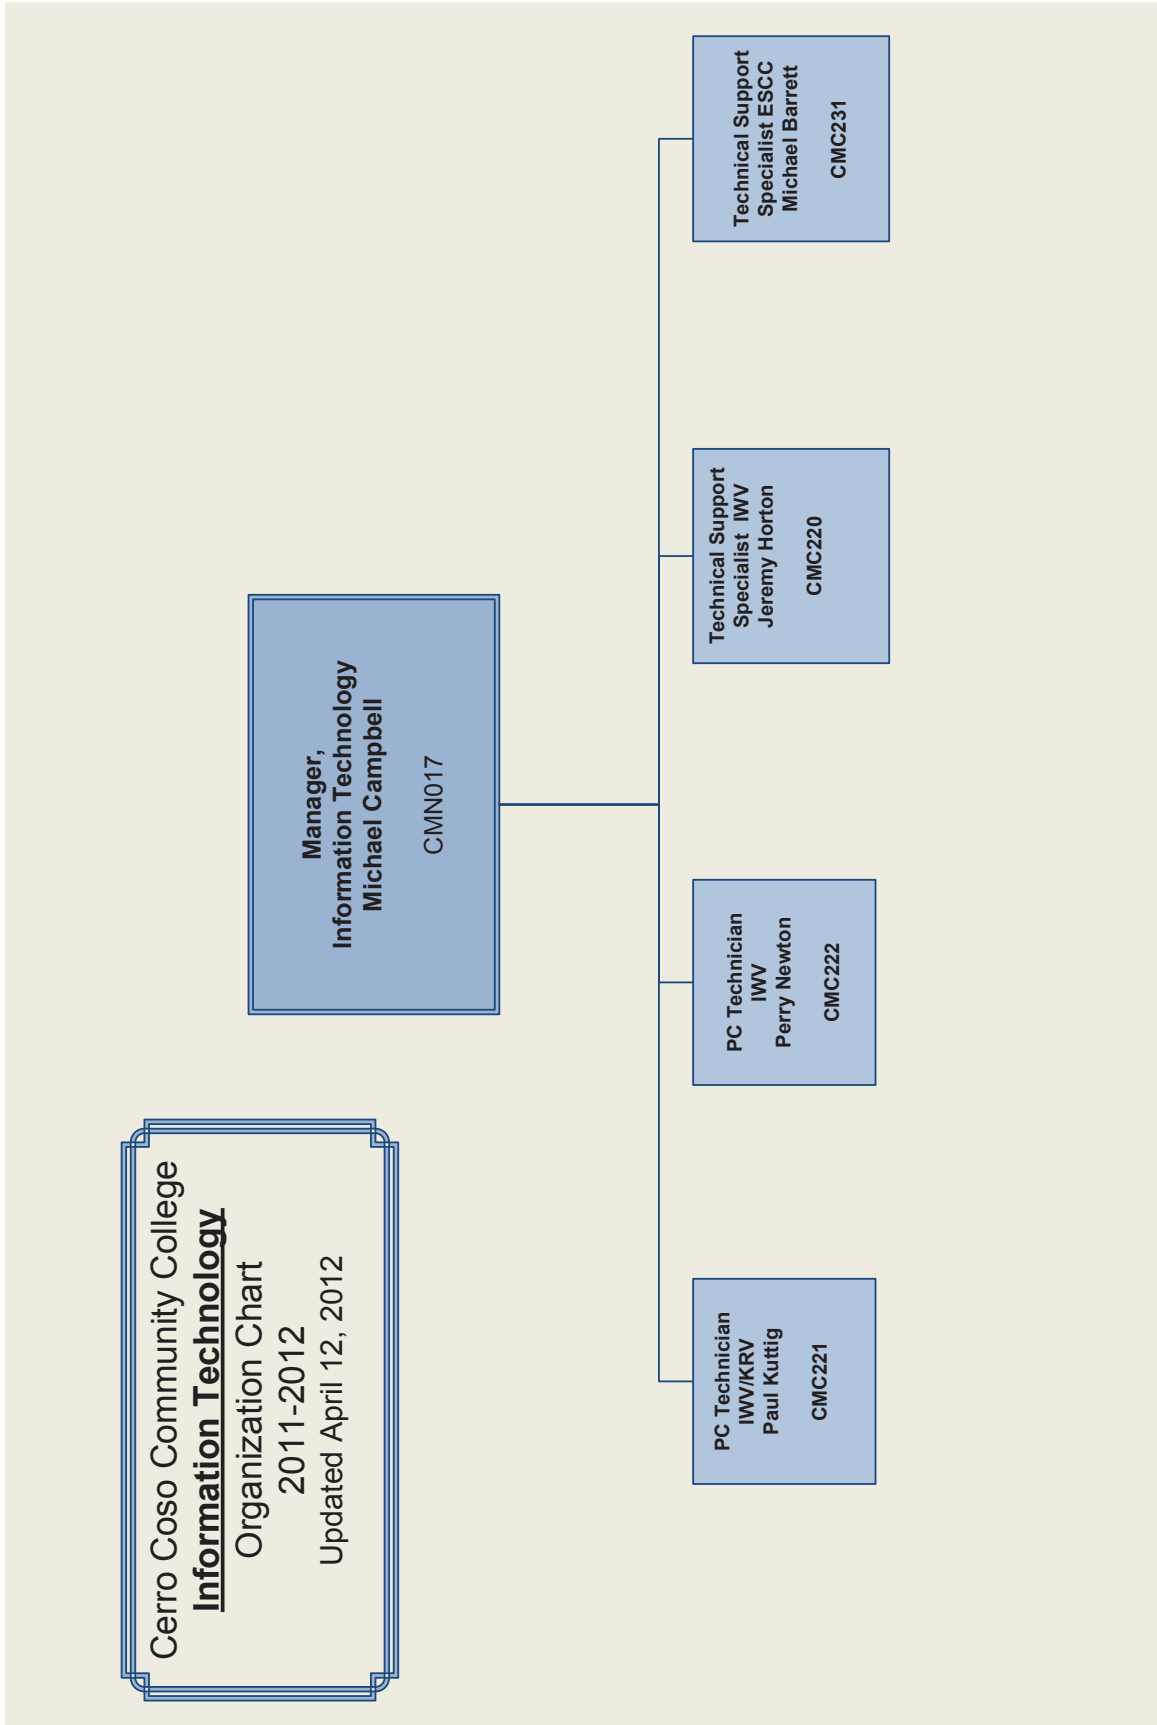 Cerro Coso Community College
Information Technology
Organization Chart
2011-2012
Updated April 12, 2012
Manager,
Information Technology
Michael Campbell
CMN017
PC Technician
IWV/KRV
Paul Kuttig
CMC221
PC Technician
IWV
Perry Newton
CMC222
Technical Support
Specialist IWV
Jeremy Horton
CMC220
Technical Support
Specialist ESCC
Michael Barrett
CMC231